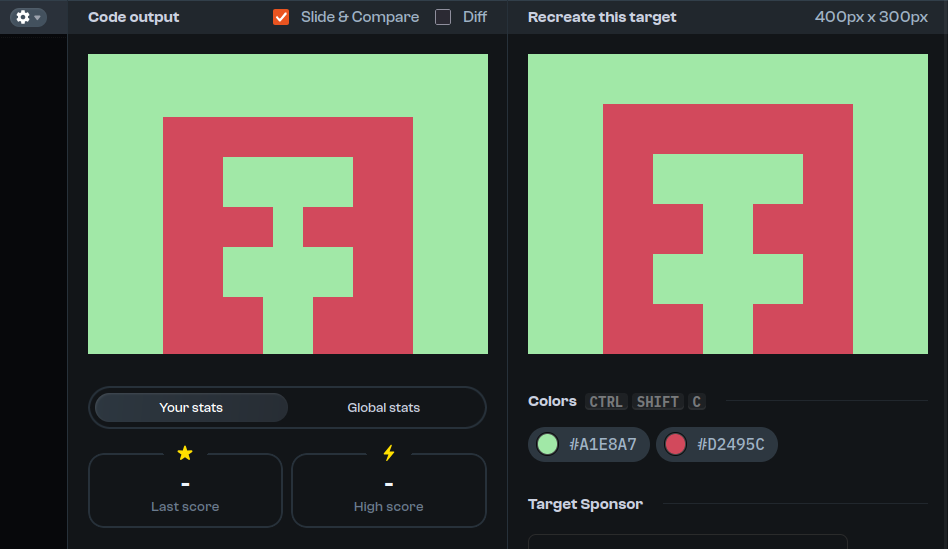 Code output
Slide & Compare
Diff
Recreate this target
400px x 300px
Your stats
Global stats
-
Last score
-
High score
Colors CTRL SHIFT C
#A1E8A7
#D2495C
Target Sponsor